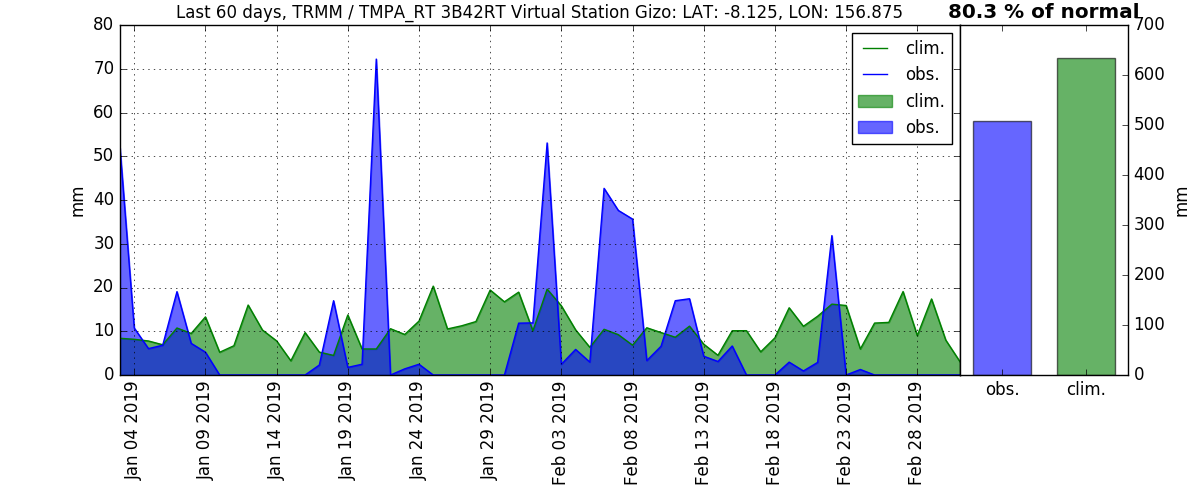 Last 60 days, TRMM / TMPA_RT 3B42RT Virtual Station Gizo: LAT: -8.125, LON: 156.875
80.3 % of normal
80
70
60
50
40
30
20
10
0
mm
clim.
obs.
clim.
obs.
Jan 04 2019
Jan 09 2019
Jan 14 2019
Jan 19 2019
Jan 24 2019
Jan 29 2019
Feb 03 2019
Feb 08 2019
Feb 13 2019
Feb 18 2019
Feb 23 2019
Feb 28 2019
700
600
500
400
300
200
100
0
mm
obs.
clim.